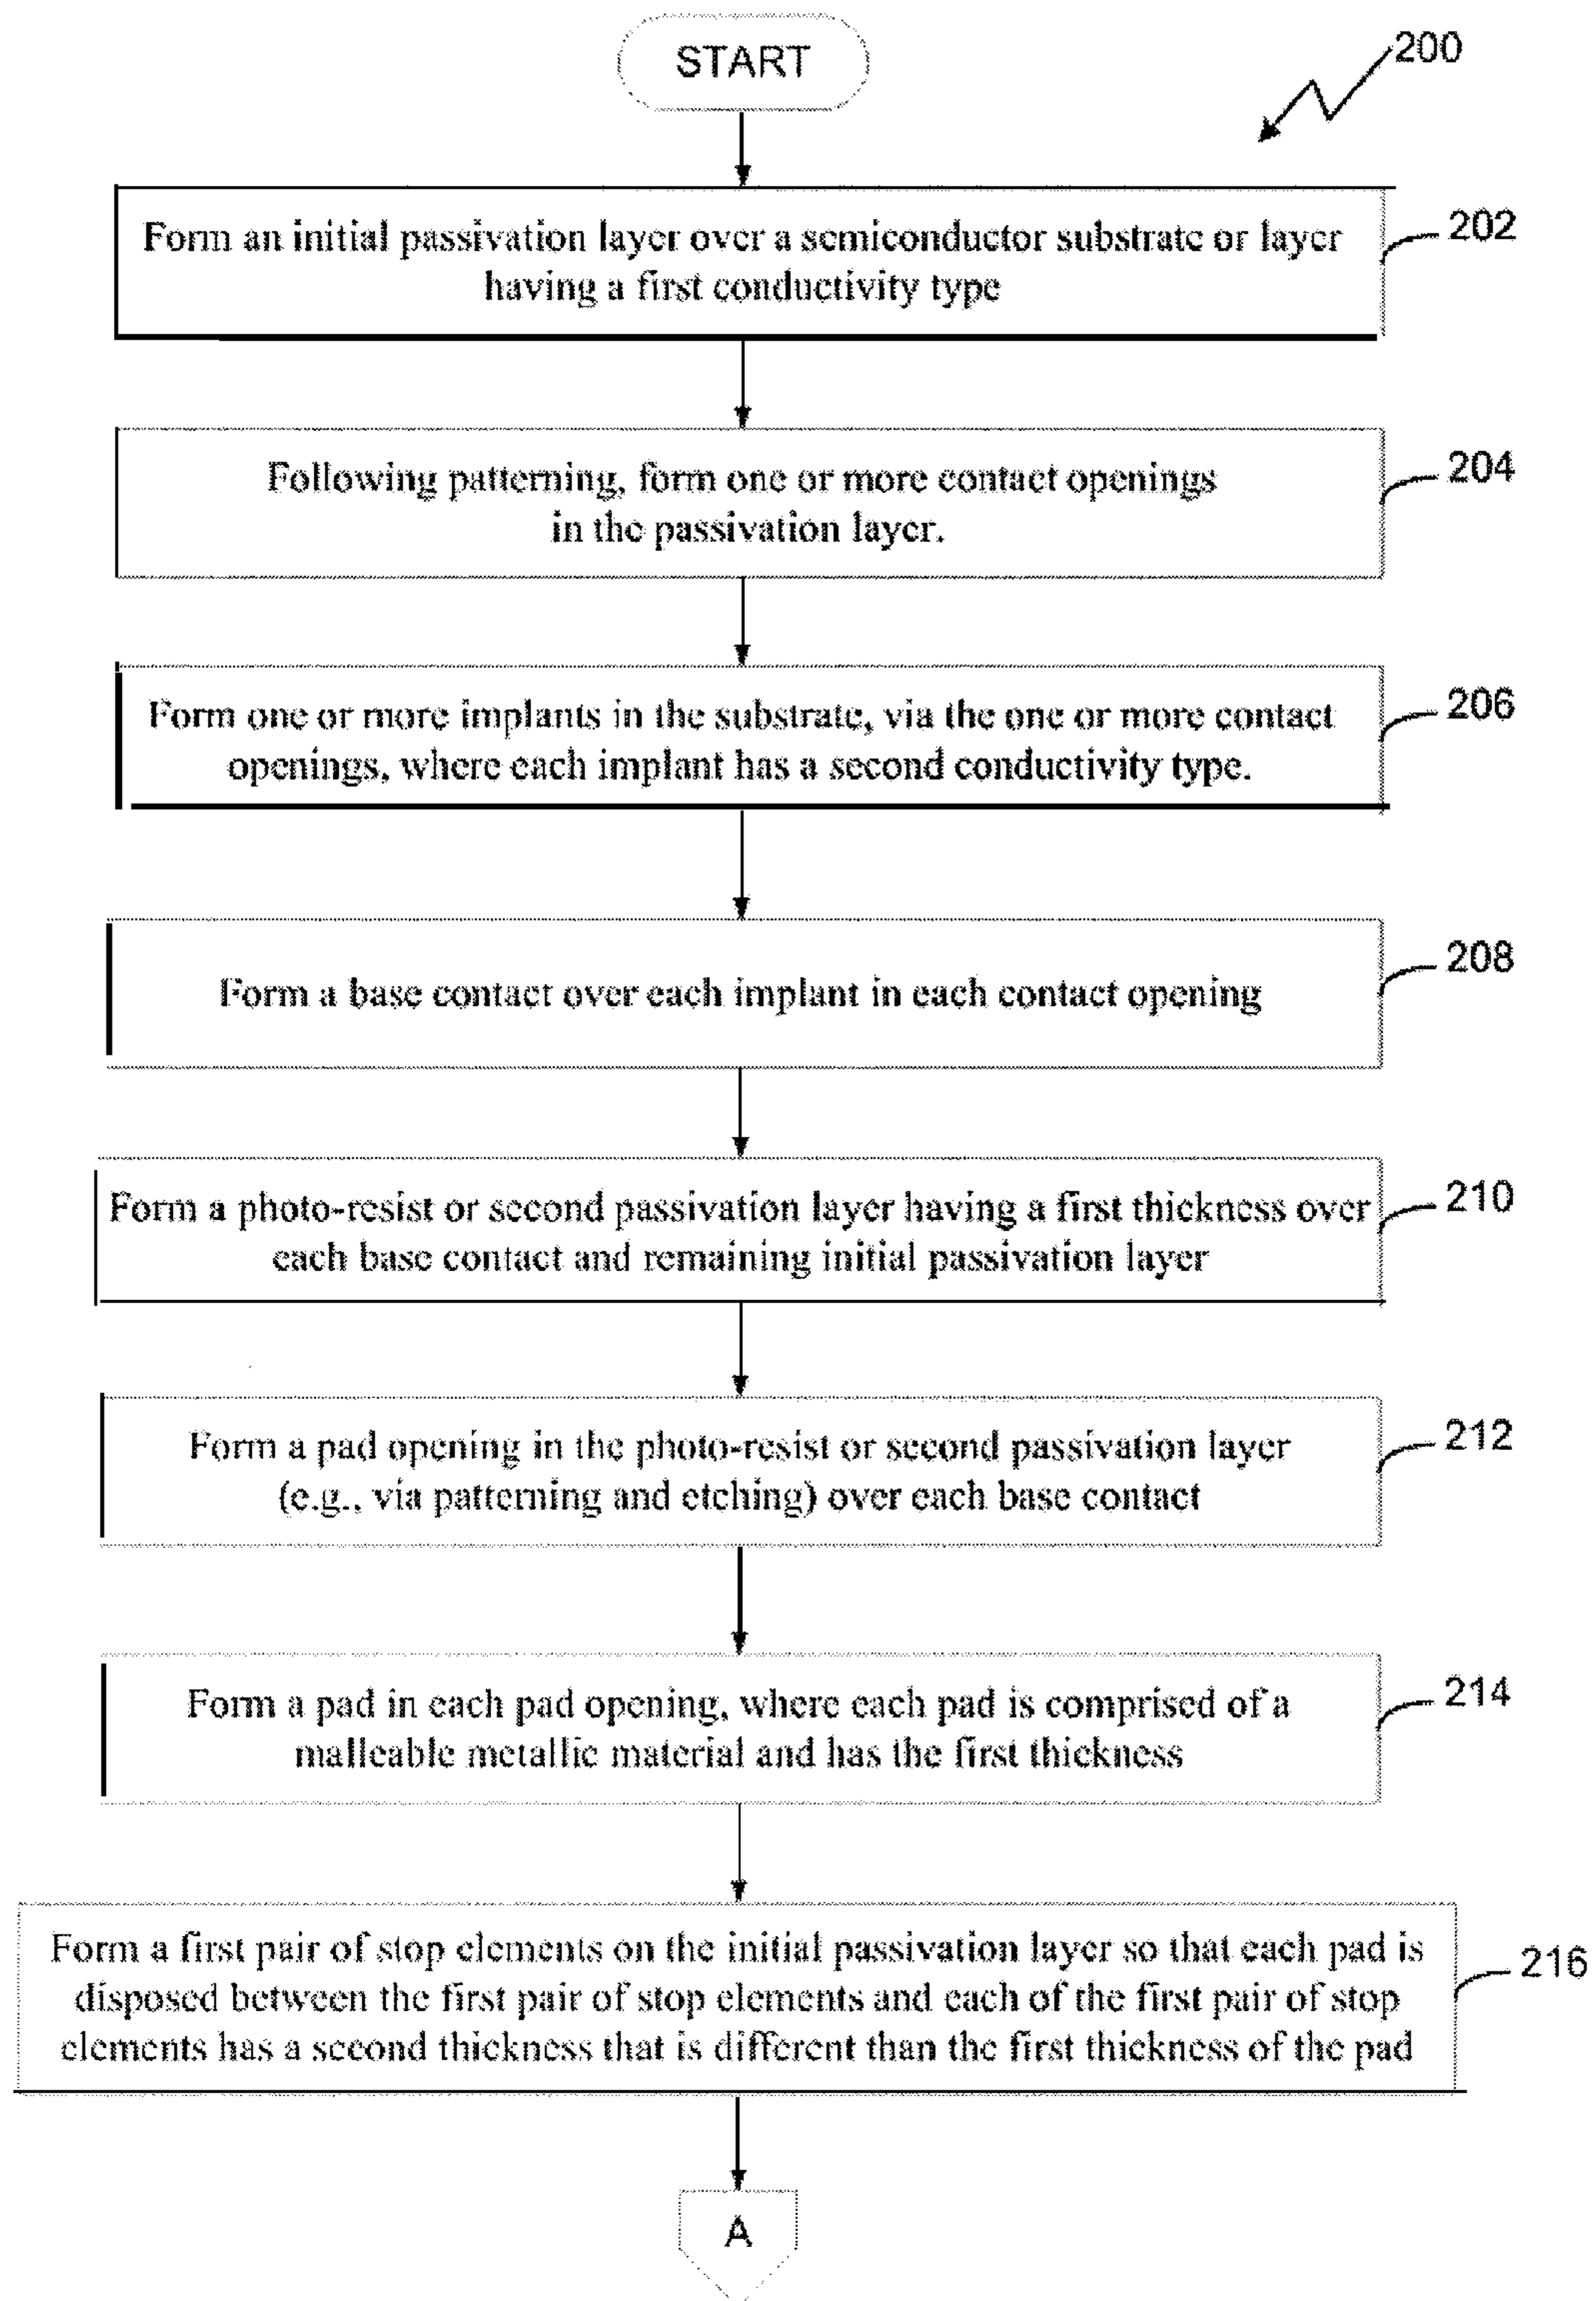 START
200
Form an initial passivation layer over a semiconductor substrate or layer
having a first conductivity type
202
Following patterning, form one or more contact openings
in the passivation layer.
204
Form one or more implants in the substrate, via the one or more contact
openings, where each implant has a second conductivity type.
206
Form a base contact over each implant in each contact opening
208
Form a photo-resist or second passivation layer having a first thickness over
each base contact and remaining initial passivation layer
210
Form a pad opening in the photo-resist or second passivation layer
(e.g., via patterning and etching) over each base contact
212
Form a pad in each pad opening, where each pad is comprised of a
malleable metallic material and has the first thickness
214
Form a first pair of stop elements on the initial passivation layer so that each pad is
disposed between the first pair of stop elements and each of the first pair of stop
elements has a second thickness that is different than the first thickness of the pad
216
A